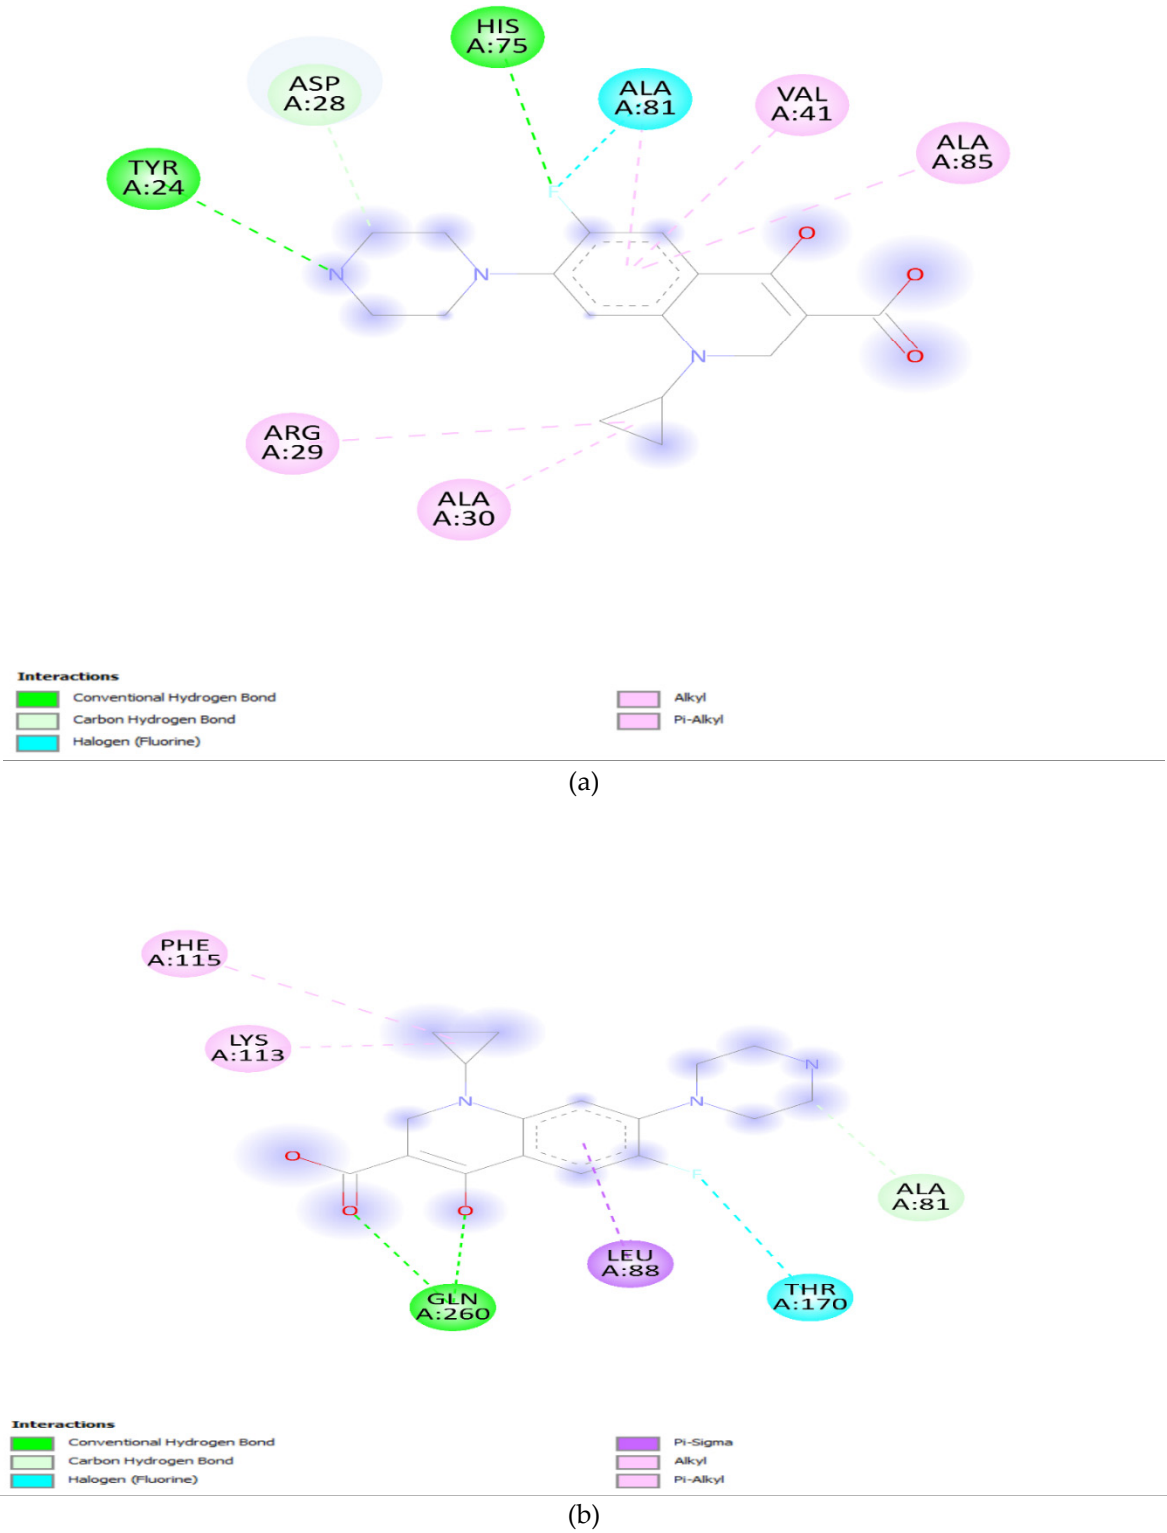 HIS
A:75
ASP
A:28
ALA
A:81
VAL
A:41
ALA
A:85
TYR
A:24
F
O
O
N
N
O
N
ARG
A:29
ALA
A:30
Interactions
Conventional Hydrogen Bond
Carbon Hydrogen Bond
Halogen (Fluorine)
Alkyl
Pi-Alkyl
(a)
PHE
A:115
LYS
A:113
N
N
N
O
F
O
O
ALA
A:81
LEU
A:88
GLN
A:260
THR
A:170
Interactions
Conventional Hydrogen Bond
Carbon Hydrogen Bond
Halogen (Fluorine)
Pi-Sigma
Alkyl
Pi-Alkyl
(b)